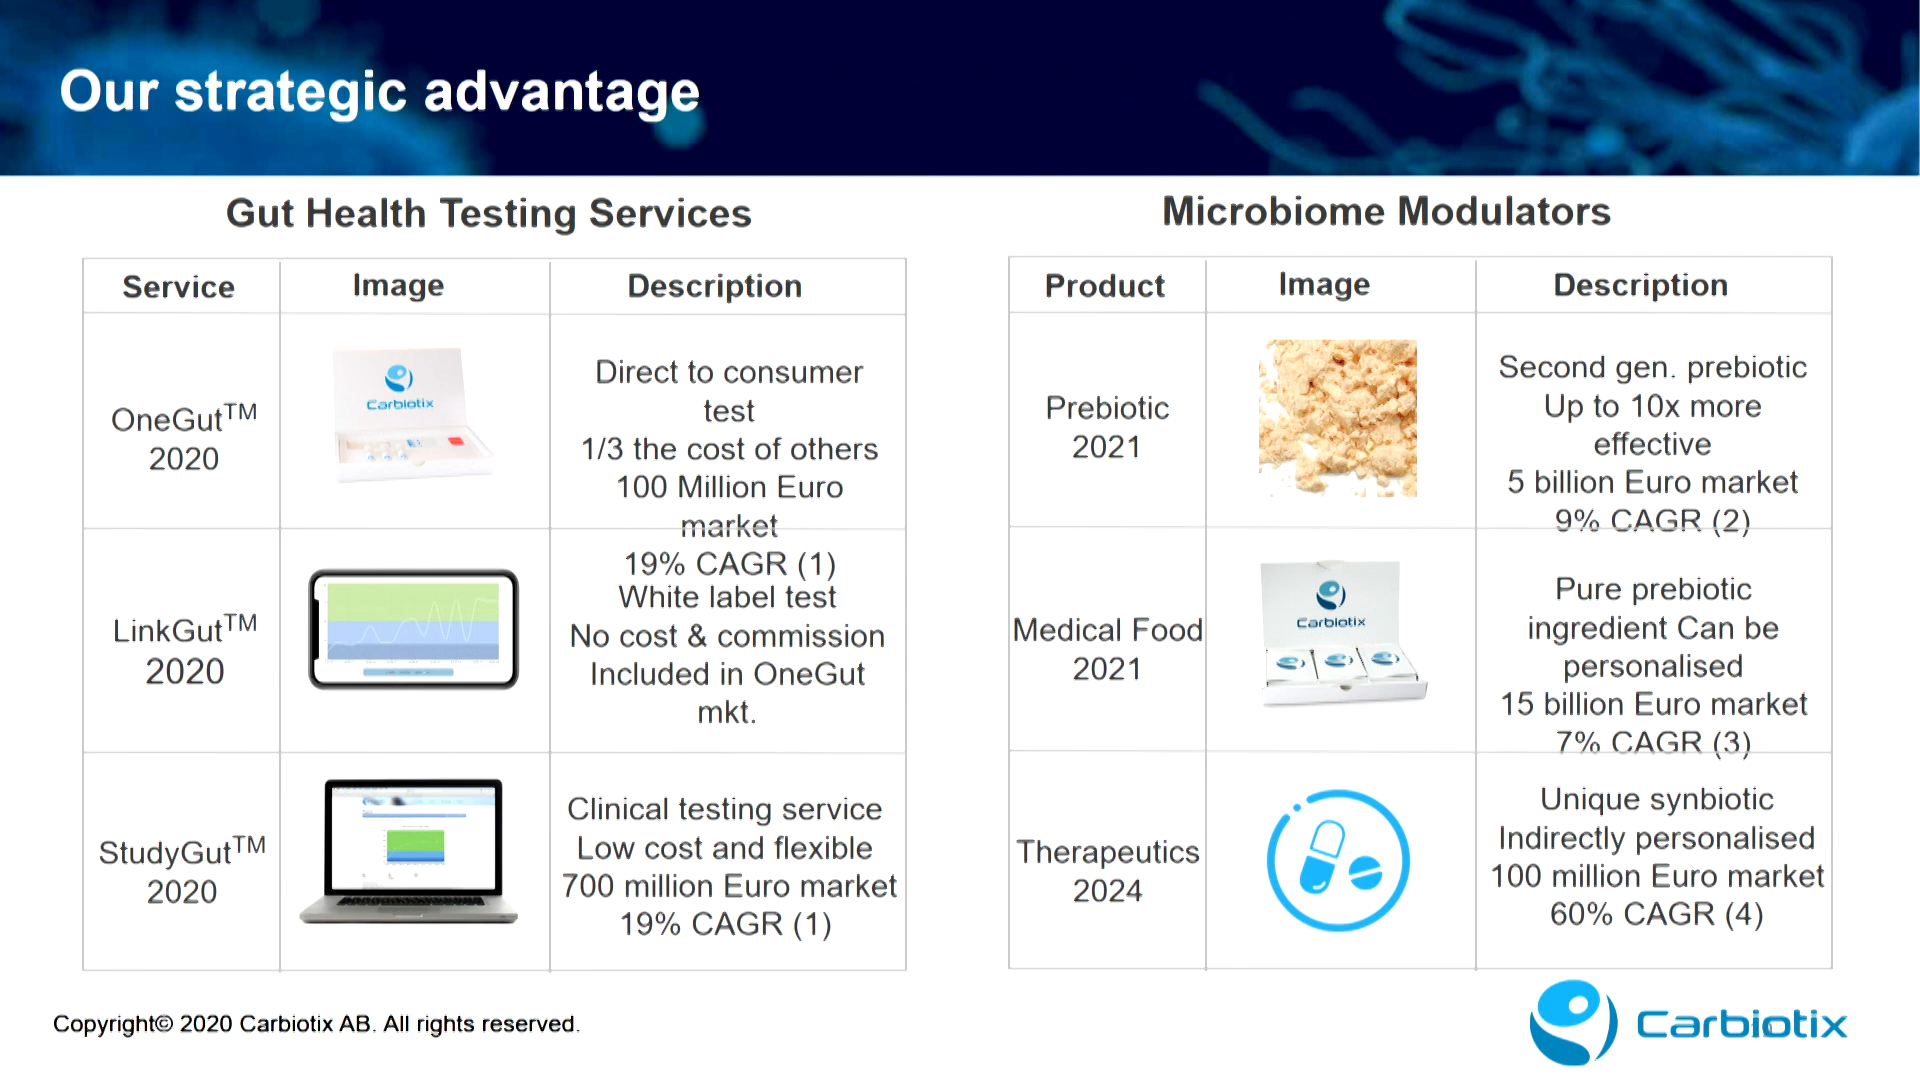 Our strategic advantage
Gut Health Testing Services
Service
Image
Description
OneGut™
2020
Carbiotix
Direct to consumer
test
1/3 the cost of others
100 Million Euro
market
19% CAGR (1)
LinkGut™
2020
White label test
No cost & commission
Included in OneGut
mkt.
StudyGut™
2020
Clinical testing service
Low cost and flexible
700 million Euro market
19% CAGR (1)
Microbiome Modulators
Product
Image
Description
Prebiotic
2021
Second gen. prebiotic
Up to 10x more
effective
5 billion Euro market
9% CAGR (2)
Medical Food
2021
Carbiotix
Pure prebiotic
ingredient Can be
personalised
15 billion Euro market
7% CAGR (3)
Therapeutics
2024
Unique synbiotic
Indirectly personalised
100 million Euro market
60% CAGR (4)
Copyright© 2020 Carbiotix AB. All rights reserved.
Carbiotix